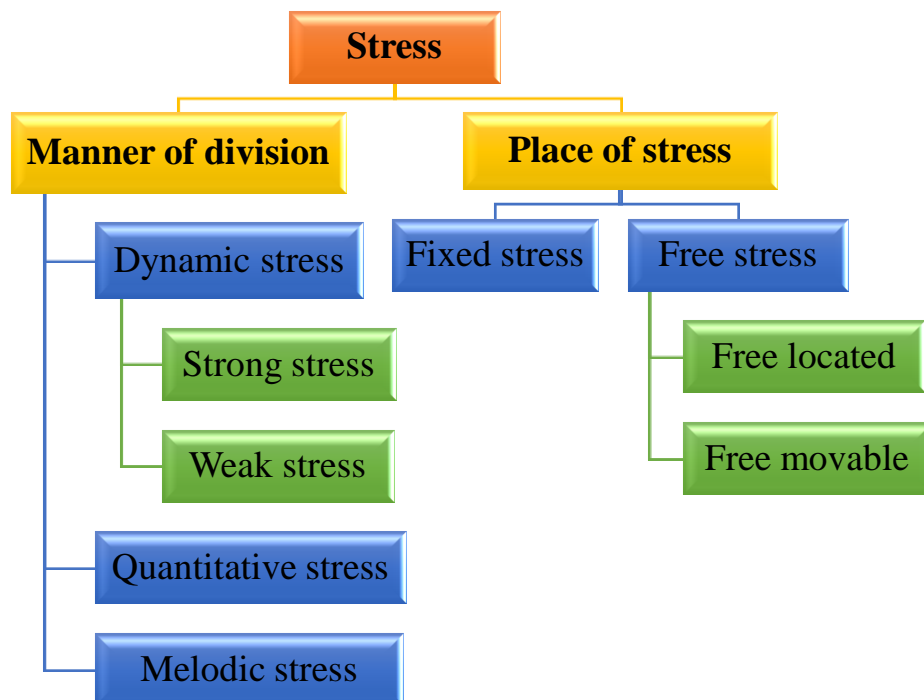 Stress
Manner of division
Dynamic stress
Strong stress
Weak stress
Quantitative stress
Melodic stress
Place of stress
Fixed stress
Free stress
Free located
Free movable